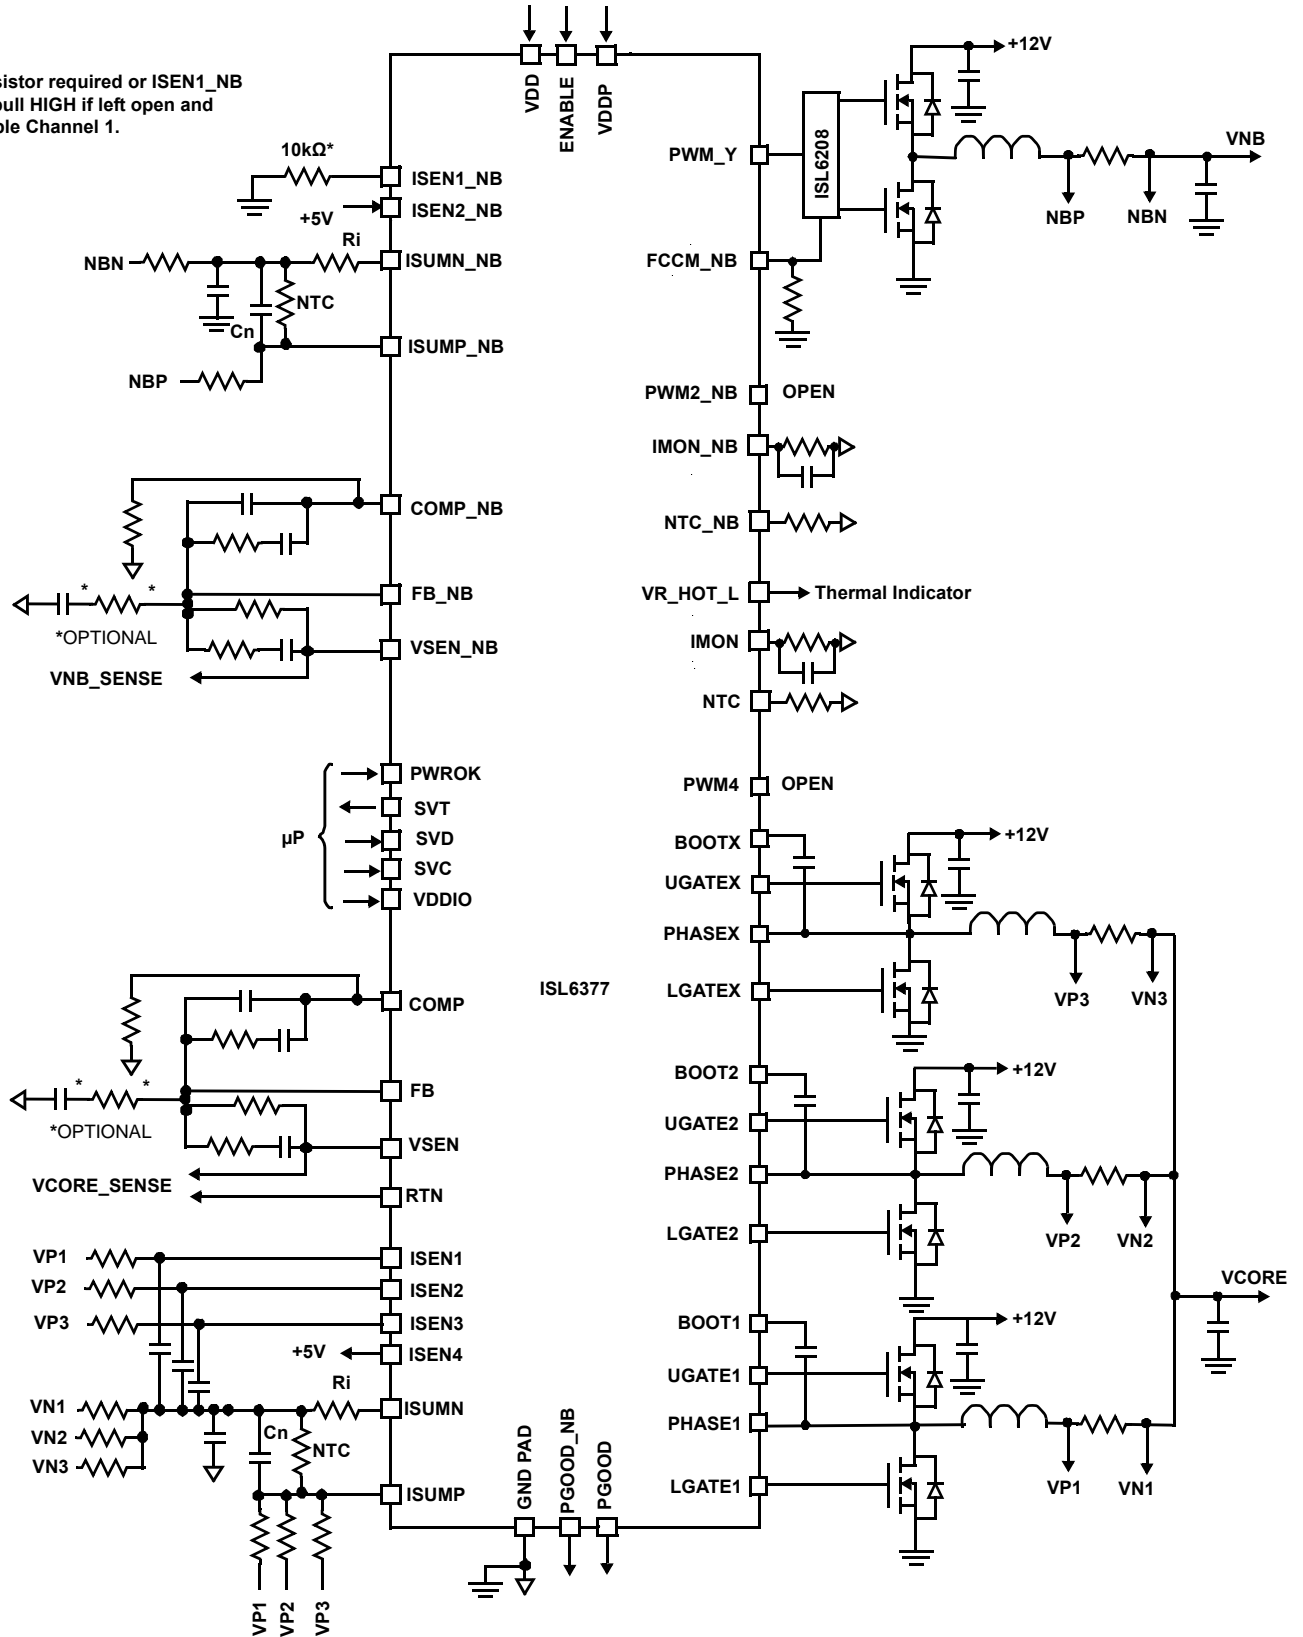 VDD
ENABLE
VDDP
sistor required or ISEN1_NB
pull HIGH if left open and
ble Channel 1.
10kΩ*
ISEN1_NB
+5V
ISEN2_NB
NBN
Ri
ISUMN_NB
NTC
Cn
ISUMP_NB
NBP
COMP_NB
* *
*OPTIONAL
FB_NB
VSEN_NB
VNB_SENSE
µP
PWROK
SVT
SVD
SVC
VDDIO
COMP
* *
*OPTIONAL
FB
VSEN
VCORE_SENSE
RTN
VP1
ISEN1
VP2
ISEN2
VP3
ISEN3
+5V
ISEN4
VN1
VN2
VN3
Ri
ISUMN
Cn
NTC
ISUMP
VP1
VP2
VP3
GND PAD
PGOOD_NB
PGOOD
ISL6377
PWM_Y
ISL6208
+12V
VNB
NBP
NBN
FCCM_NB
PWM2_NB
OPEN
IMON_NB
NTC_NB
VR_HOT_L
Thermal Indicator
IMON
NTC
PWM4
OPEN
BOOTX
+12V
UGATEX
PHASEX
LGATEX
VP3
VN3
BOOT2
+12V
UGATE2
PHASE2
LGATE2
VP2
VN2
VCORE
BOOT1
+12V
UGATE1
PHASE1
LGATE1
VP1
VN1